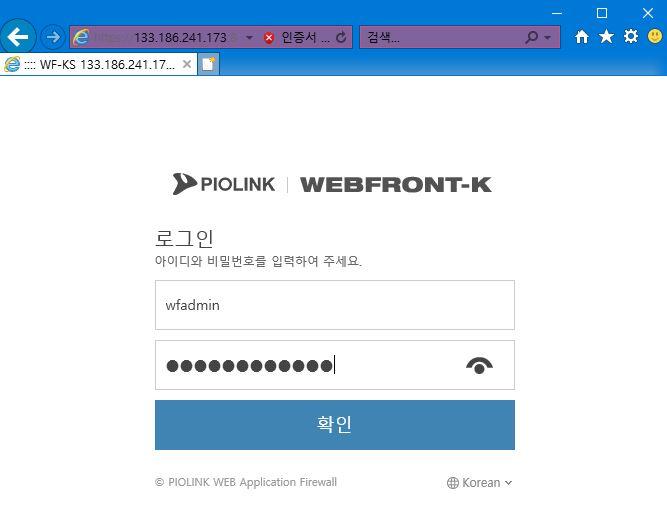 https://133.186.241.173:8
인증서 ...
검색...
:::: WF-KS 133.186.241.17...
PIOLINK
WEBFRONT-K
로그인
아이디와 비밀번호를 입력하여 주세요.
wfadmin
확인
© PIOLINK WEB Application Firewall
Korean